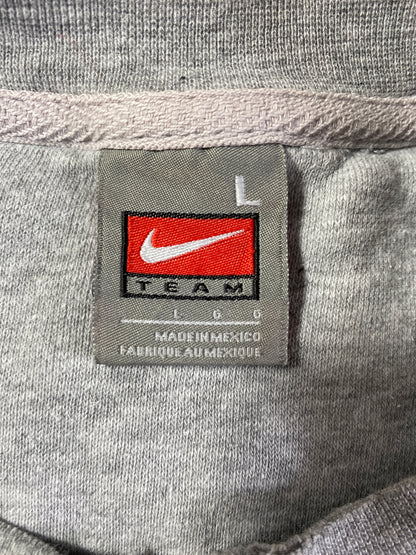 L
TEAM
L G G
MADE IN MEXICO
FABRIQUE AU MEXIQUE